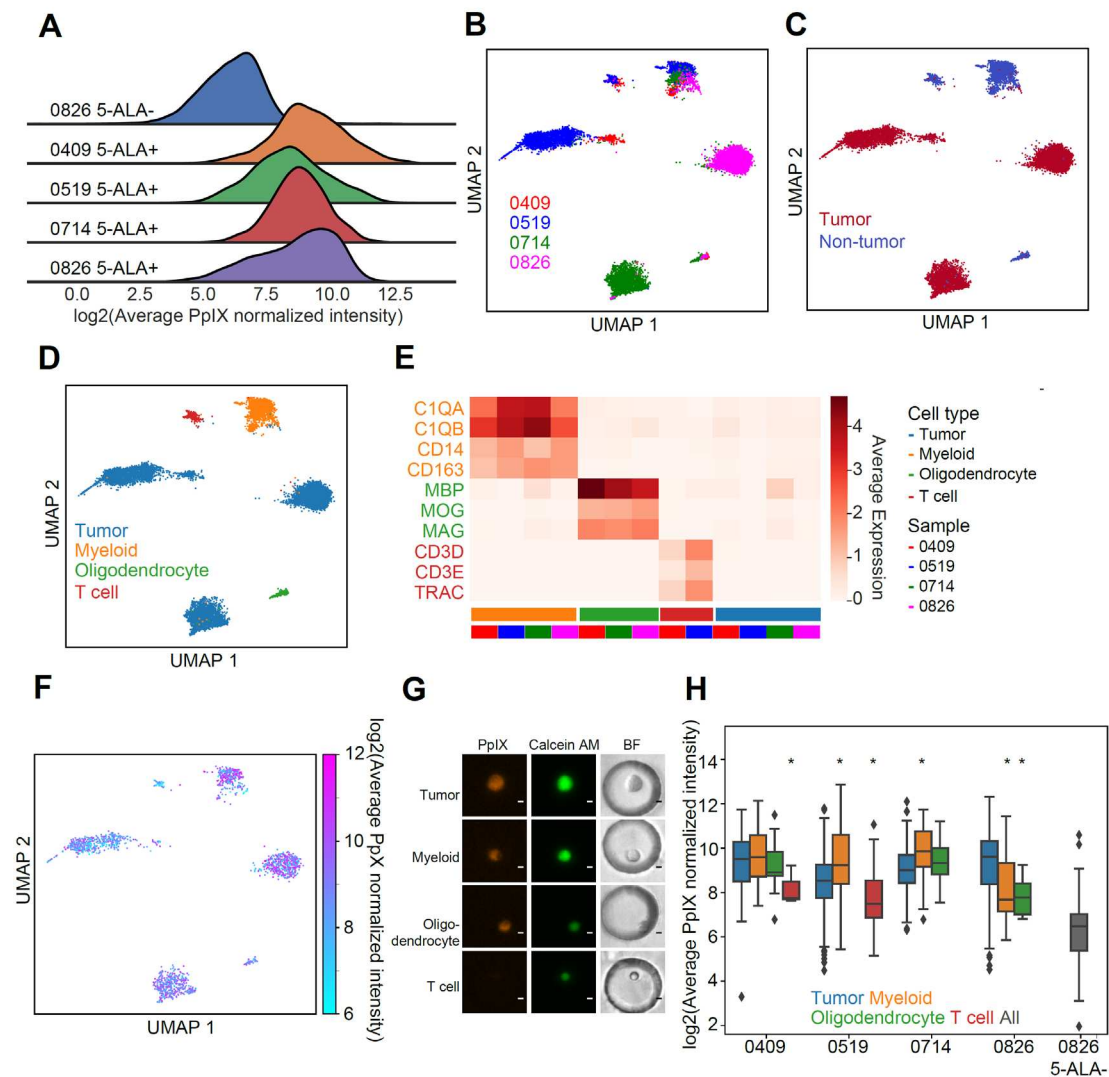 A
0826 5-ALA-
0409 5-ALA+
0519 5-ALA+
0714 5-ALA+
0826 5-ALA+
0.0 2.5 5.0 7.5 10.0 12.5
log2(Average PpIX normalized intensity)
B
UMAP 2
0409
0519
0714
0826
UMAP 1
C
UMAP 2
Tumor
Non-tumor
UMAP 1
D
UMAP 2
Tumor
Myeloid
Oligodendrocyte
T cell
UMAP 1
E
C1QA
C1QB
CD14
CD163
MBP
MOG
MAG
CD3D
CD3E
TRAC
4
3
2
1
0
Average Expression
Cell type
Tumor
Myeloid
Oligodendrocyte
T cell
Sample
0409
0519
0714
0826
F
UMAP 2
UMAP 1
12
10
8
6
log2(Average PpX normalized intensity)
G
PpIX Calcein AM BF
Tumor
Myeloid
Oligo-
dendrocyte
T cell
H
log2(Average PpIX normalized intensity)
14
12
10
8
6
4
2
* * * * * *
Tumor Myeloid
Oligodendrocyte T cell All
0409 0519 0714 0826 0826
5-ALA-